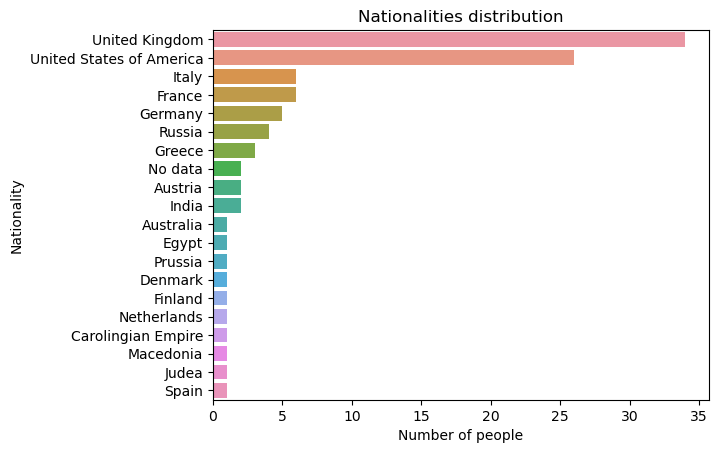 Nationalities distribution
United Kingdom
United States of America
Italy
France
Germany
Russia
Greece
No data
Austria
India
Australia
Egypt
Prussia
Denmark
Finland
Netherlands
Carolingian Empire
Macedonia
Judea
Spain
Nationality
0 5 10 15 20 25 30 35
Number of people